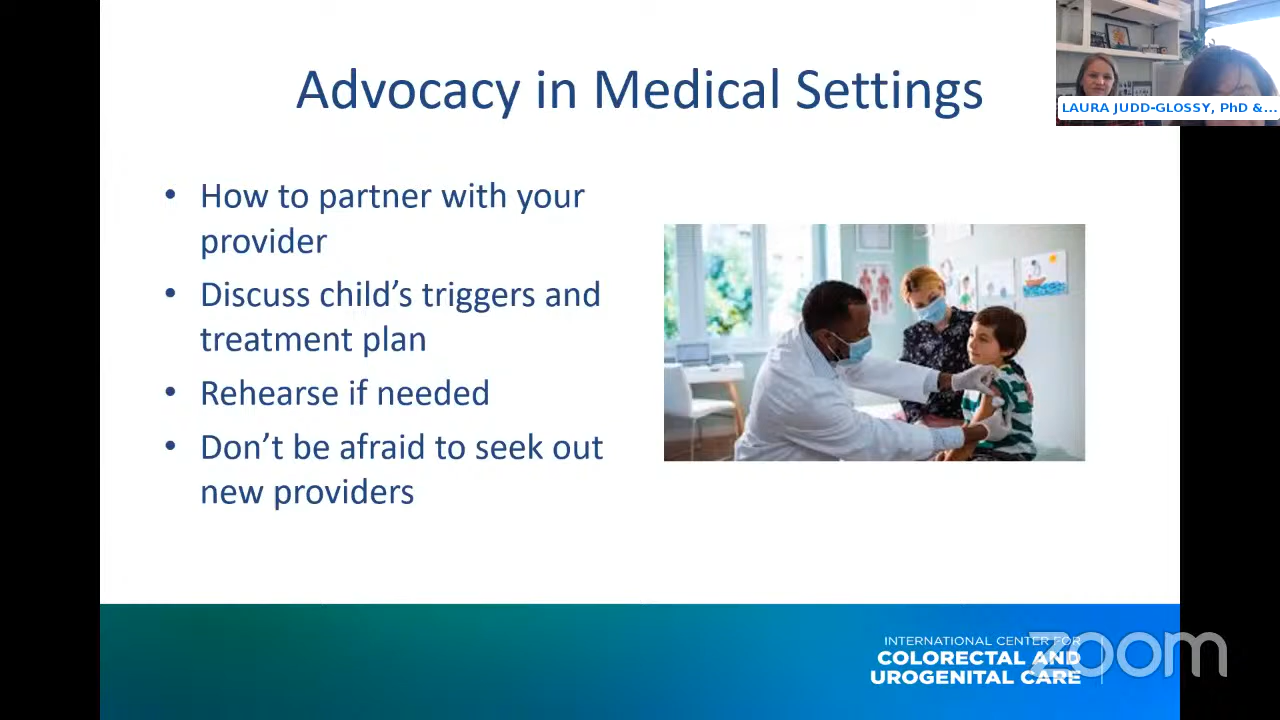 Advocacy in Medical Settings
LAURA JUDD-GLOSSY, PhD &...
• How to partner with your
provider
• Discuss child's triggers and
treatment plan
• Rehearse if needed
• Don't be afraid to seek out
new providers
INTERNATIONAL CENTER FOR
COLORECTAL AND
UROGENITAL CARE
zoom